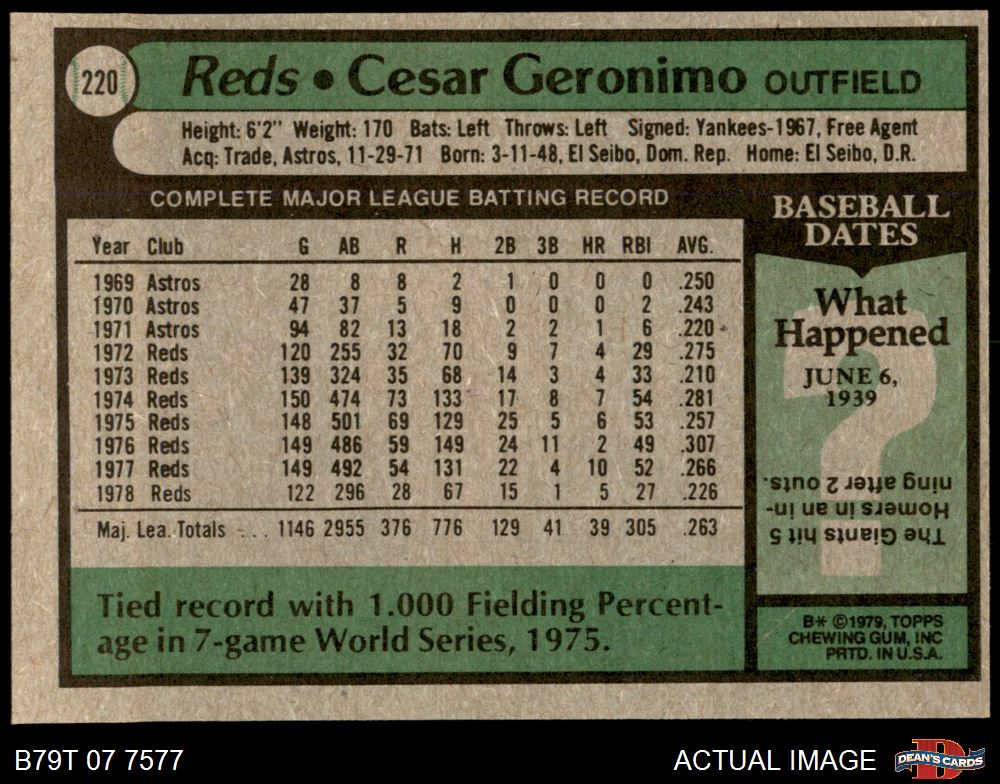 220
Reds • Cesar Geronimo OUTFIELD
Height: 6'2" Weight: 170 Bats: Left Throws: Left Signed: Yankees-1967, Free Agent
Acq: Trade, Astros, 11-29-71 Born: 3-11-48, El Seibo, Dom. Rep. Home: El Seibo, D.R.
COMPLETE MAJOR LEAGUE BATTING RECORD
Year Club G AB R H 2B 3B HR RBI AVG.
1969 Astros 28 8 8 2 1 0 0 0 .250
1970 Astros 47 37 5 9 0 0 0 2 .243
1971 Astros 94 82 13 18 2 2 1 6 .220
1972 Reds 120 255 32 70 9 7 4 29 .275
1973 Reds 139 324 35 68 14 3 4 33 .210
1974 Reds 150 474 73 133 17 8 7 54 .281
1975 Reds 148 501 69 129 25 5 6 53 .257
1976 Reds 149 486 59 149 24 11 2 49 .307
1977 Reds 149 492 54 131 22 4 10 52 .266
1978 Reds 122 296 28 67 15 1 5 27 .226
Maj. Lea. Totals . . . 1146 2955 376 776 129 41 39 305 .263
Tied record with 1.000 Fielding Percent-
age in 7-game World Series, 1975.
BASEBALL
DATES
What
Happened
JUNE 6,
1939
?
The Giants hit 5
Homers in an in-
ning after 2 outs.
B* ©1979, TOPPS
CHEWING GUM, INC
PRTD. IN U.S.A.
B79T 07 7577
ACTUAL IMAGE
D
DEAN'S CARDS